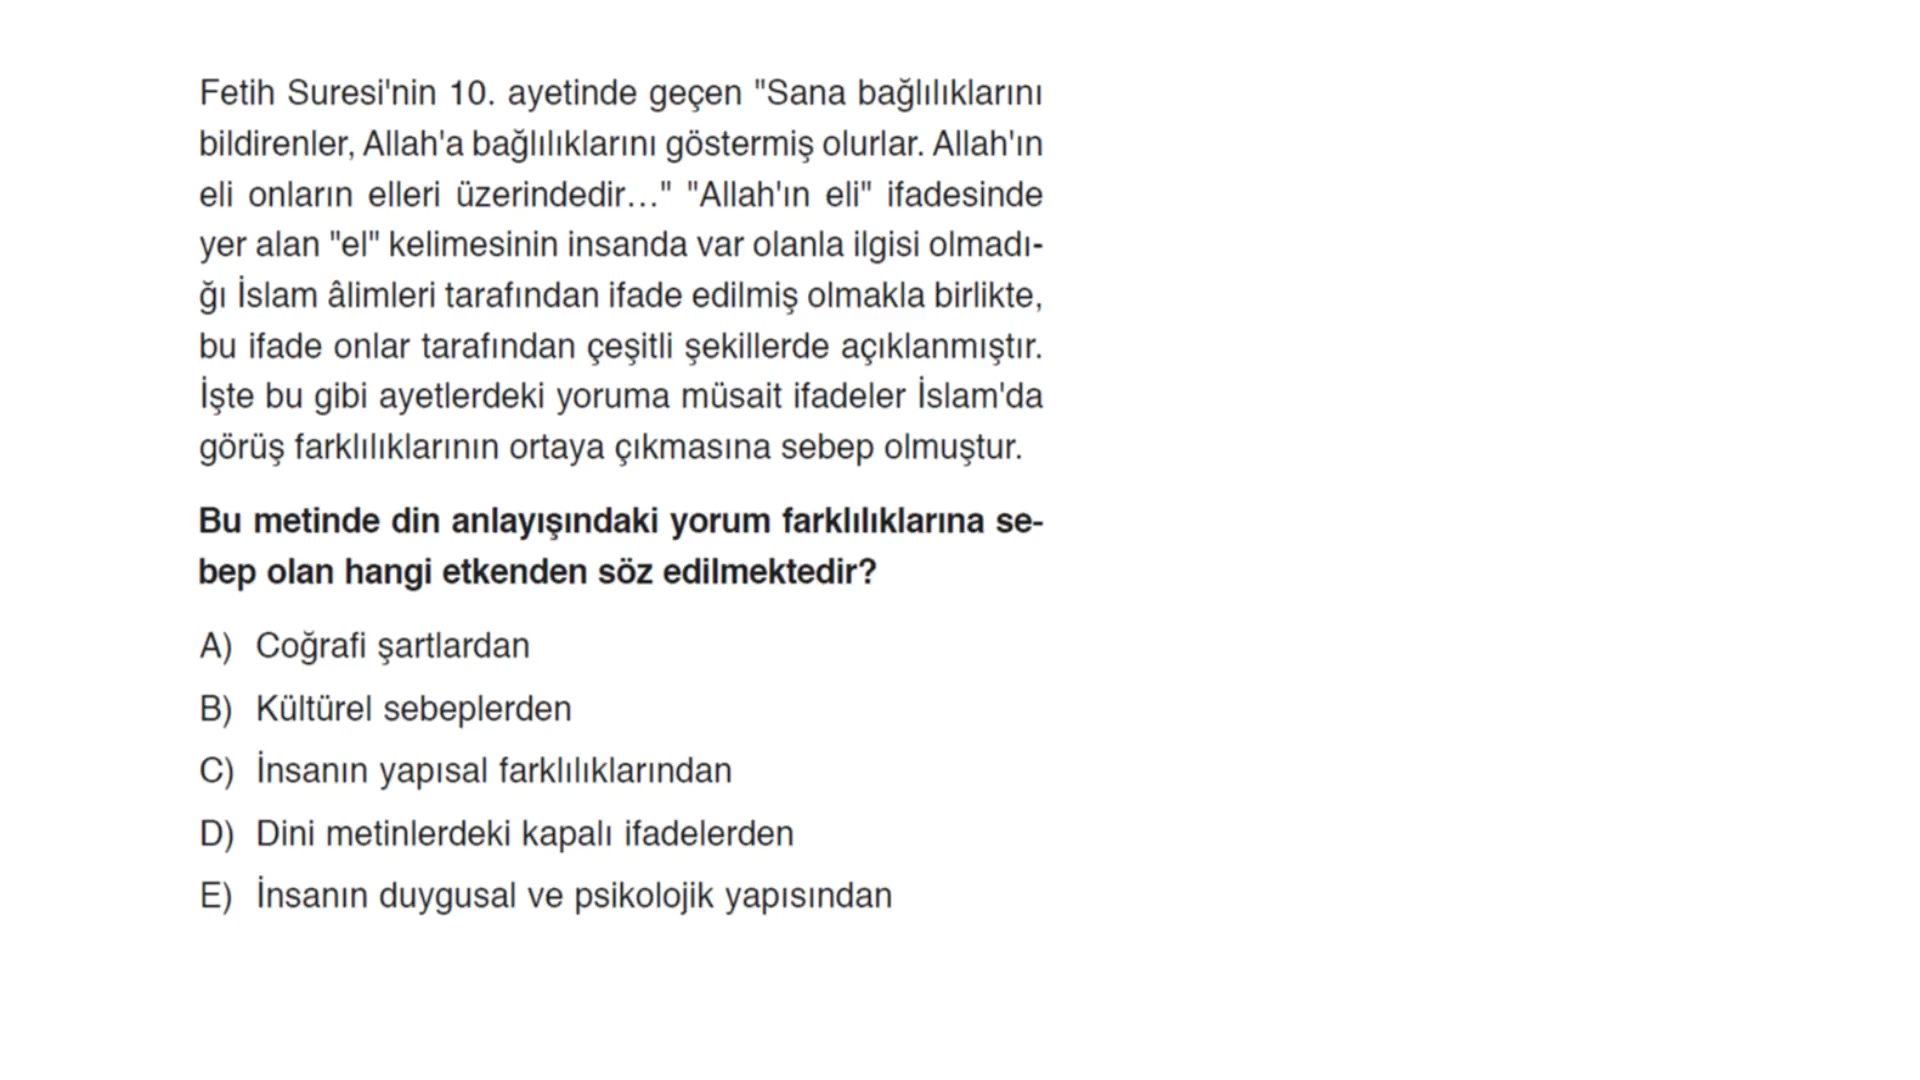 Fetih Suresi'nin 10. ayetinde geçen "Sana bağlılıklarını
bildirenler, Allah'a bağlılıklarını göstermiş olurlar. Allah'ın
eli onların elleri üzerindedir..." "Allah'ın eli" ifadesinde
yer alan "el" kelimesinin insanda var olanla ilgisi olmadı-
ğı İslam âlimleri tarafından ifade edilmiş olmakla birlikte,
bu ifade onlar tarafından çeşitli şekillerde açıklanmıştır.
İşte bu gibi ayetlerdeki yoruma müsait ifadeler İslam'da
görüş farklılıklarının ortaya çıkmasına sebep olmuştur.
Bu metinde din anlayışındaki yorum farklılıklarına se-
bep olan hangi etkenden söz edilmektedir?
A) Coğrafi şartlardan
B) Kültürel sebeplerden
C) İnsanın yapısal farklılıklarından
D) Dini metinlerdeki kapalı ifadelerden
E) İnsanın duygusal ve psikolojik yapısından